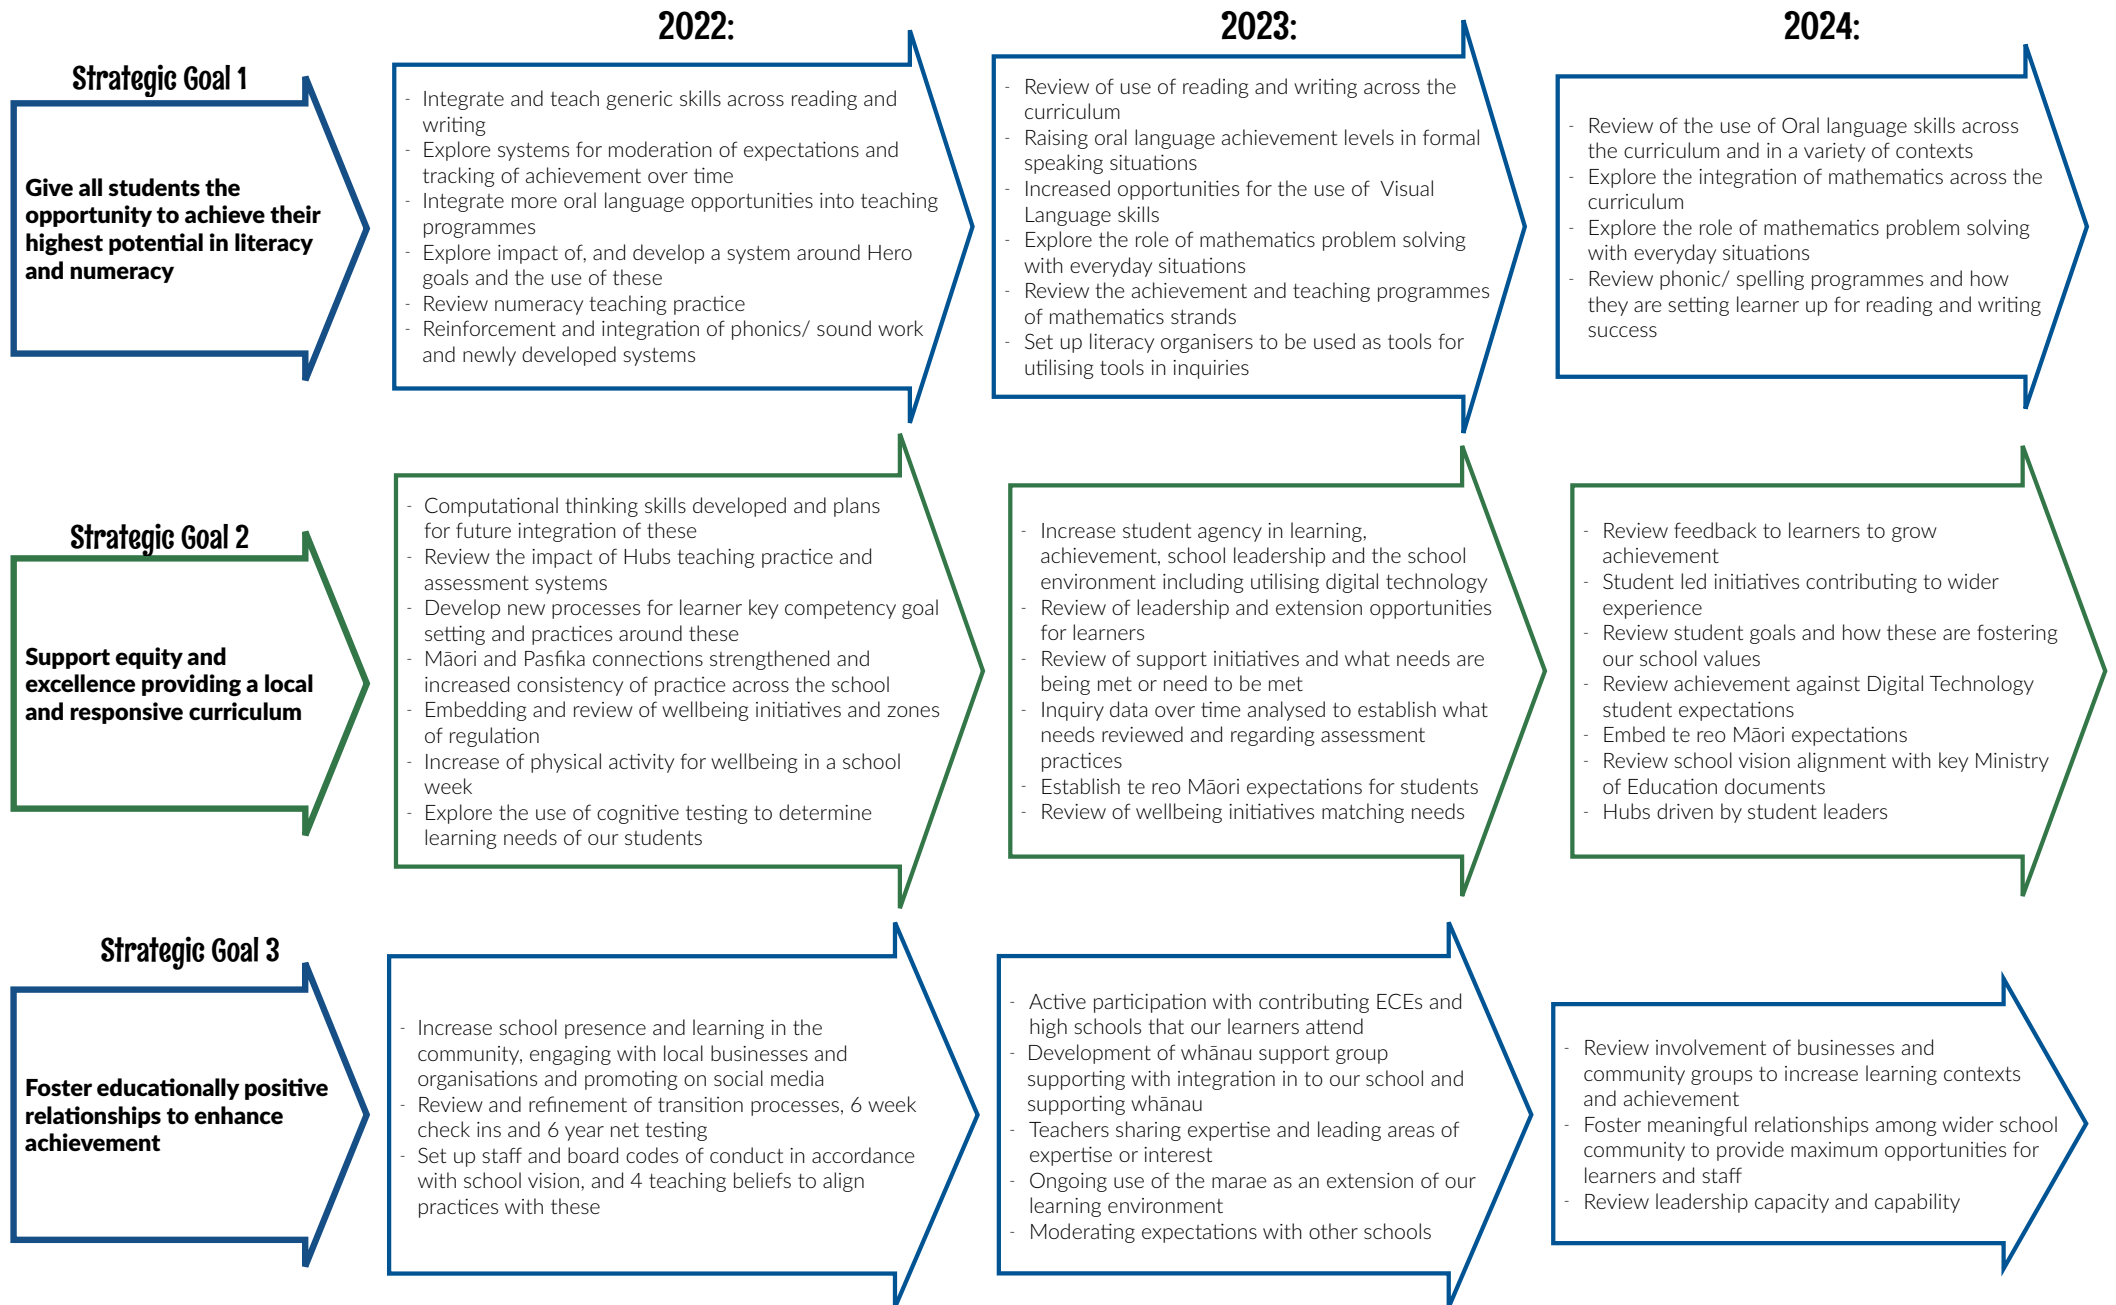 2022:
2023:
2024:
Strategic Goal 1
Give all students the
opportunity to achieve their
highest potential in literacy
and numeracy
- Integrate and teach generic skills across reading and
writing
- Explore systems for moderation of expectations and
tracking of achievement over time
- Integrate more oral language opportunities into teaching
programmes
- Explore impact of, and develop a system around Hero
goals and the use of these
- Review numeracy teaching practice
- Reinforcement and integration of phonics/ sound work
and newly developed systems
- Review of use of reading and writing across the
curriculum
- Raising oral language achievement levels in formal
speaking situations
- Increased opportunities for the use of Visual
Language skills
- Explore the role of mathematics problem solving
with everyday situations
- Review the achievement and teaching programmes
of mathematics strands
- Set up literacy organisers to be used as tools for
utilising tools in inquiries
- Review of the use of Oral language skills across
the curriculum and in a variety of contexts
- Explore the integration of mathematics across the
curriculum
- Explore the role of mathematics problem solving
with everyday situations
- Review phonic/ spelling programmes and how
they are setting learner up for reading and writing
success
Strategic Goal 2
Support equity and
excellence providing a local
and responsive curriculum
- Computational thinking skills developed and plans
for future integration of these
- Review the impact of Hubs teaching practice and
assessment systems
- Develop new processes for learner key competency goal
setting and practices around these
- Māori and Pasfika connections strengthened and
increased consistency of practice across the school
- Embedding and review of wellbeing initiatives and zones
of regulation
- Increase of physical activity for wellbeing in a school
week
- Explore the use of cognitive testing to determine
learning needs of our students
- Increase student agency in learning,
achievement, school leadership and the school
environment including utilising digital technology
- Review of leadership and extension opportunities
for learners
- Review of support initiatives and what needs are
being met or need to be met
- Inquiry data over time analysed to establish what
needs reviewed and regarding assessment
practices
- Establish te reo Māori expectations for students
- Review of wellbeing initiatives matching needs
- Review feedback to learners to grow
achievement
- Student led initiatives contributing to wider
experience
- Review student goals and how these are fostering
our school values
- Review achievement against Digital Technology
student expectations
- Embed te reo Māori expectations
- Review school vision alignment with key Ministry
of Education documents
- Hubs driven by student leaders
Strategic Goal 3
Foster educationally positive
relationships to enhance
achievement
- Increase school presence and learning in the
community, engaging with local businesses and
organisations and promoting on social media
- Review and refinement of transition processes, 6 week
check ins and 6 year net testing
- Set up staff and board codes of conduct in accordance
with school vision, and 4 teaching beliefs to align
practices with these
- Active participation with contributing ECEs and
high schools that our learners attend
- Development of whānau support group
supporting with integration in to our school and
supporting whānau
- Teachers sharing expertise and leading areas of
expertise or interest
- Ongoing use of the marae as an extension of our
learning environment
- Moderating expectations with other schools
- Review involvement of businesses and
community groups to increase learning contexts
and achievement
- Foster meaningful relationships among wider school
community to provide maximum opportunities for
learners and staff
- Review leadership capacity and capability